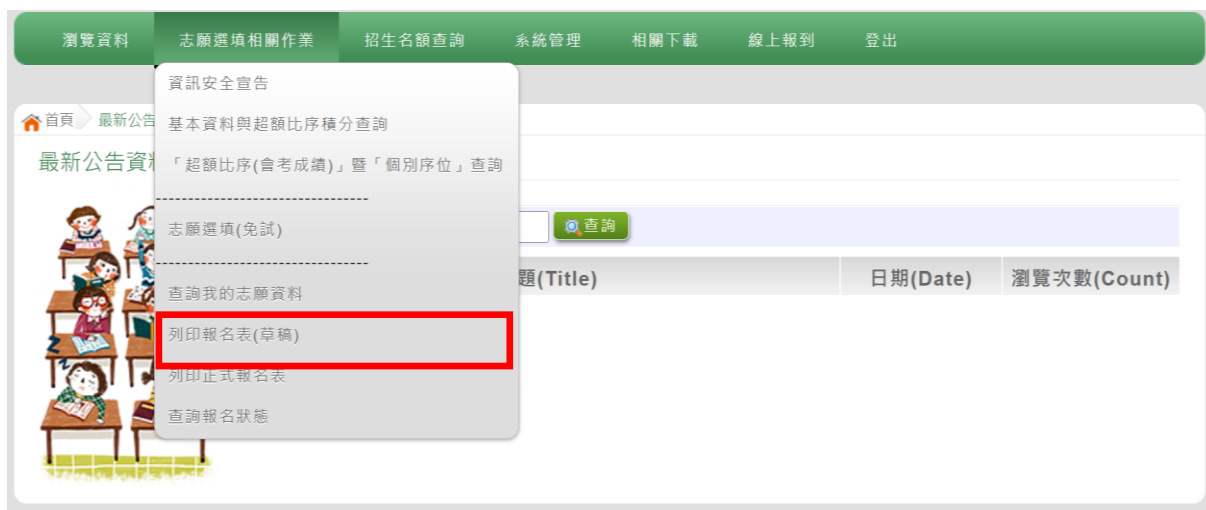 瀏覽資料 志願選填相關作業 招生名額查詢 系統管理 相關下載 線上報到 登出
資訊安全宣告
首頁 最新公告
基本資料與超額比序積分查詢
最新公告資
「超額比序(會考成績)」暨「個別序位」查詢
---------------------------------
志願選填(免試)
查詢
---------------------------------
題(Title) 日期(Date) 瀏覽次數(Count)
查詢我的志願資料
列印報名表(草稿)
列印正式報名表
查詢報名狀態